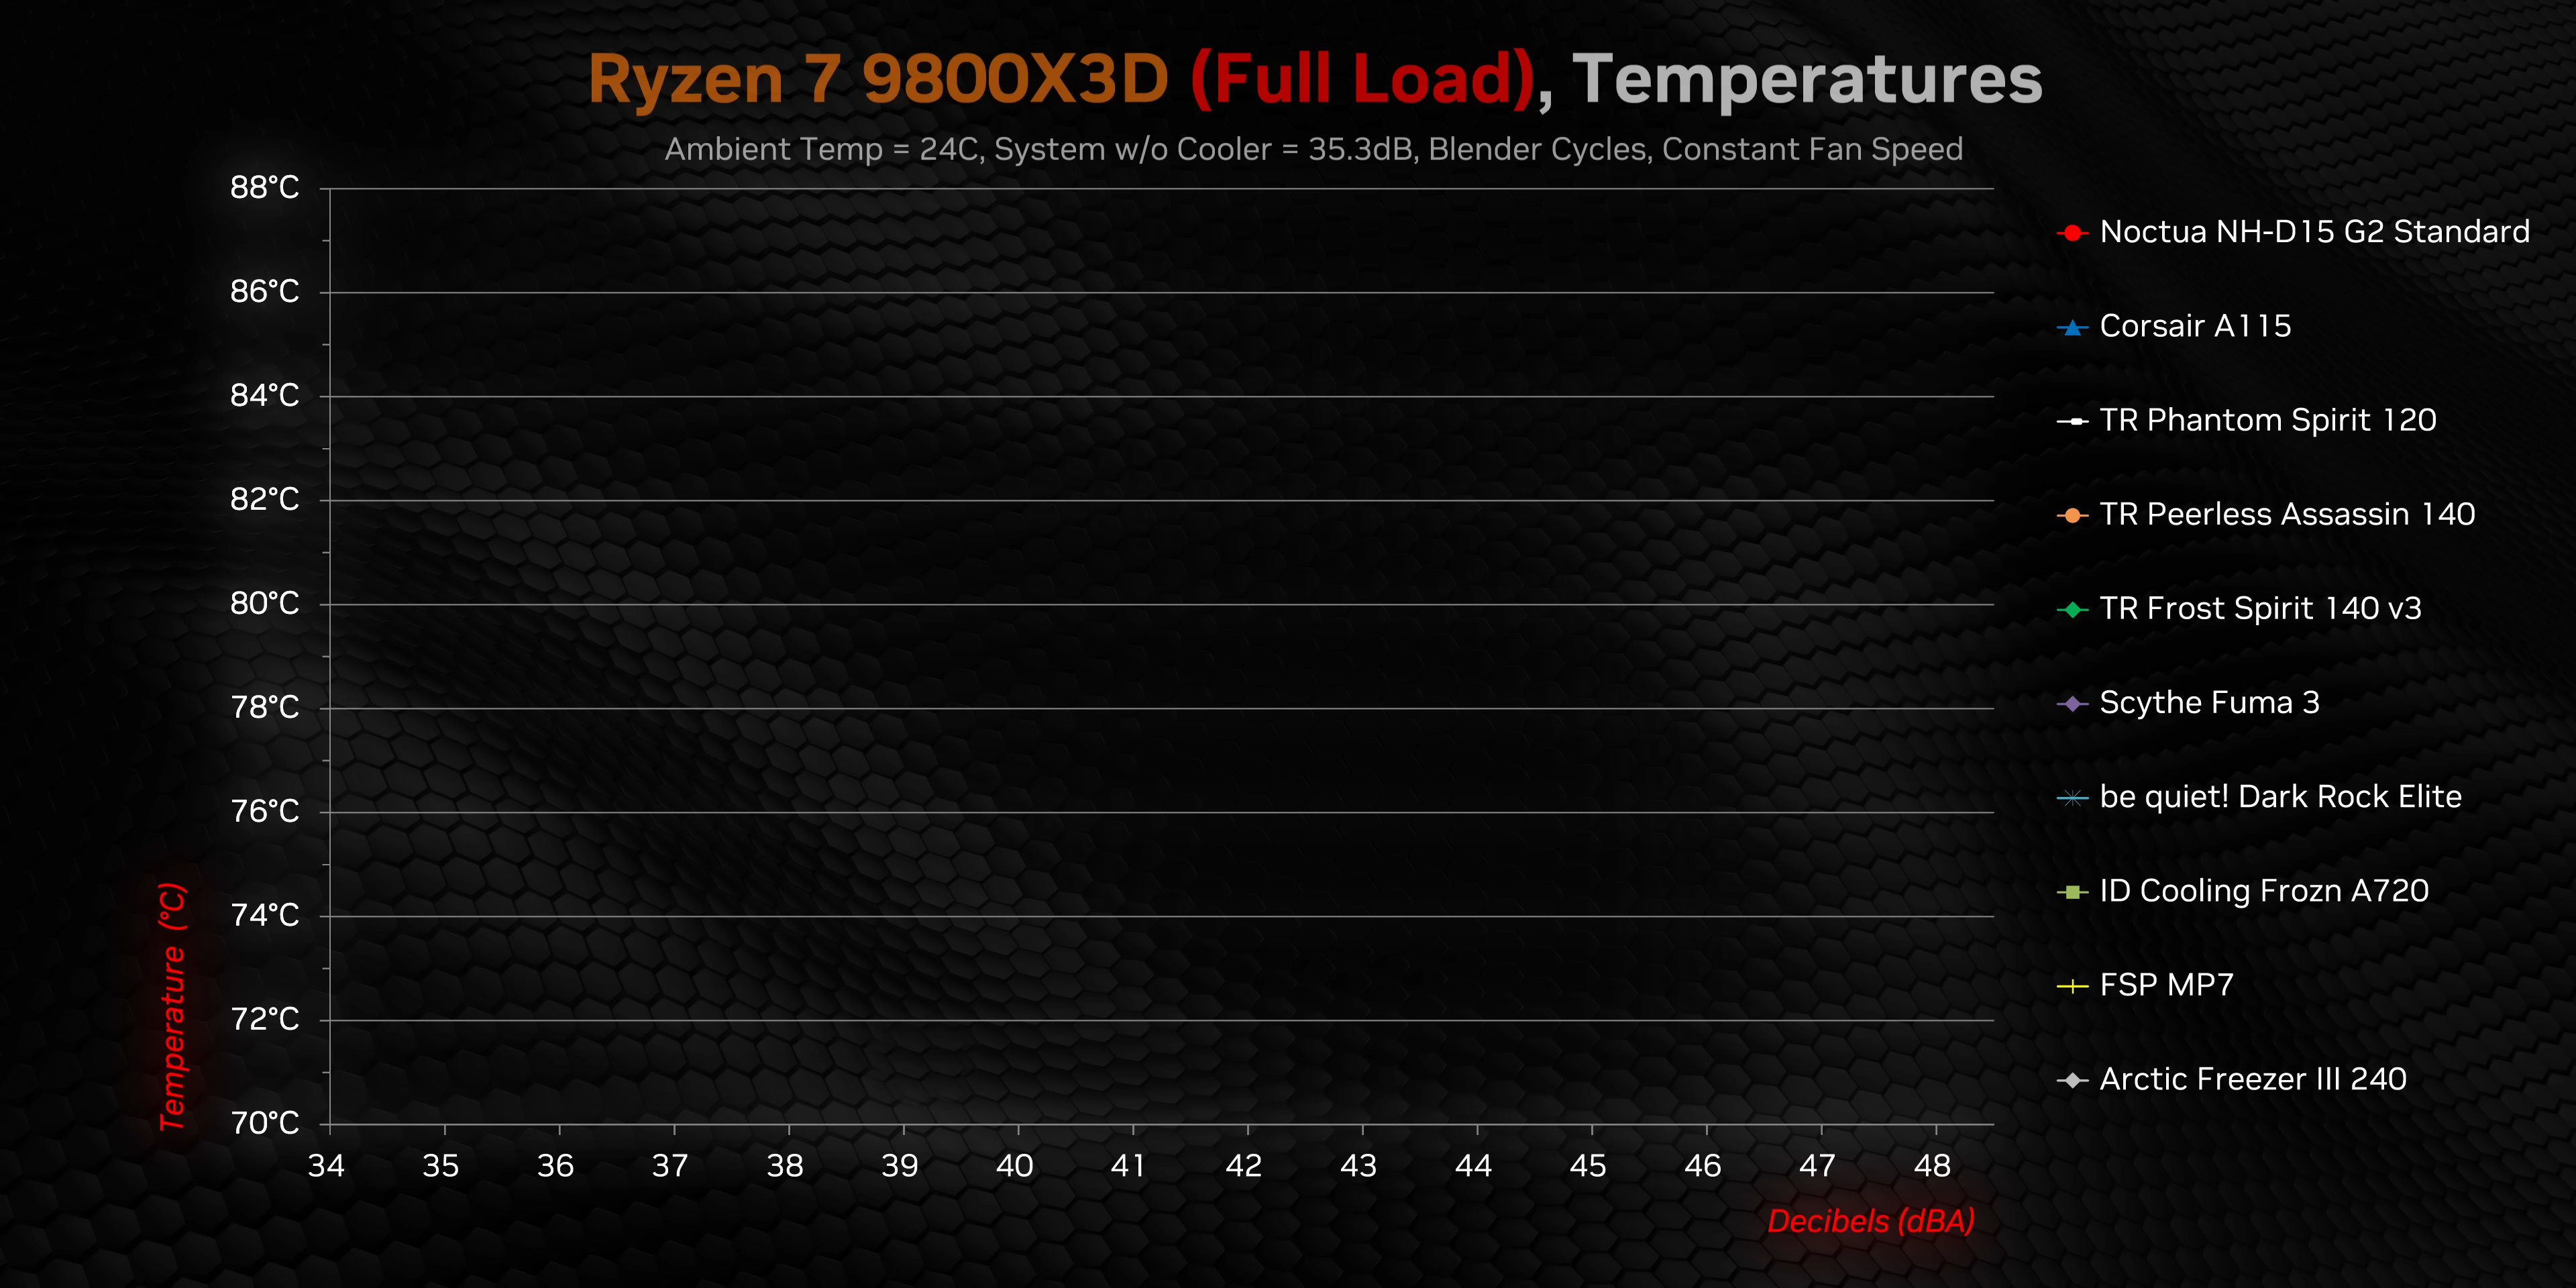 Ryzen 7 9800X3D (Full Load), Temperatures
Ambient Temp = 24C, System w/o Cooler = 35.3dB, Blender Cycles, Constant Fan Speed
88°C
86°C
84°C
82°C
80°C
78°C
76°C
74°C
72°C
70°C
Temperature (°C)
34 35 36 37 38 39 40 41 42 43 44 45 46 47 48
Decibels (dBA)
Noctua NH-D15 G2 Standard
Corsair A115
TR Phantom Spirit 120
TR Peerless Assassin 140
TR Frost Spirit 140 v3
Scythe Fuma 3
be quiet! Dark Rock Elite
ID Cooling Frozn A720
FSP MP7
Arctic Freezer III 240